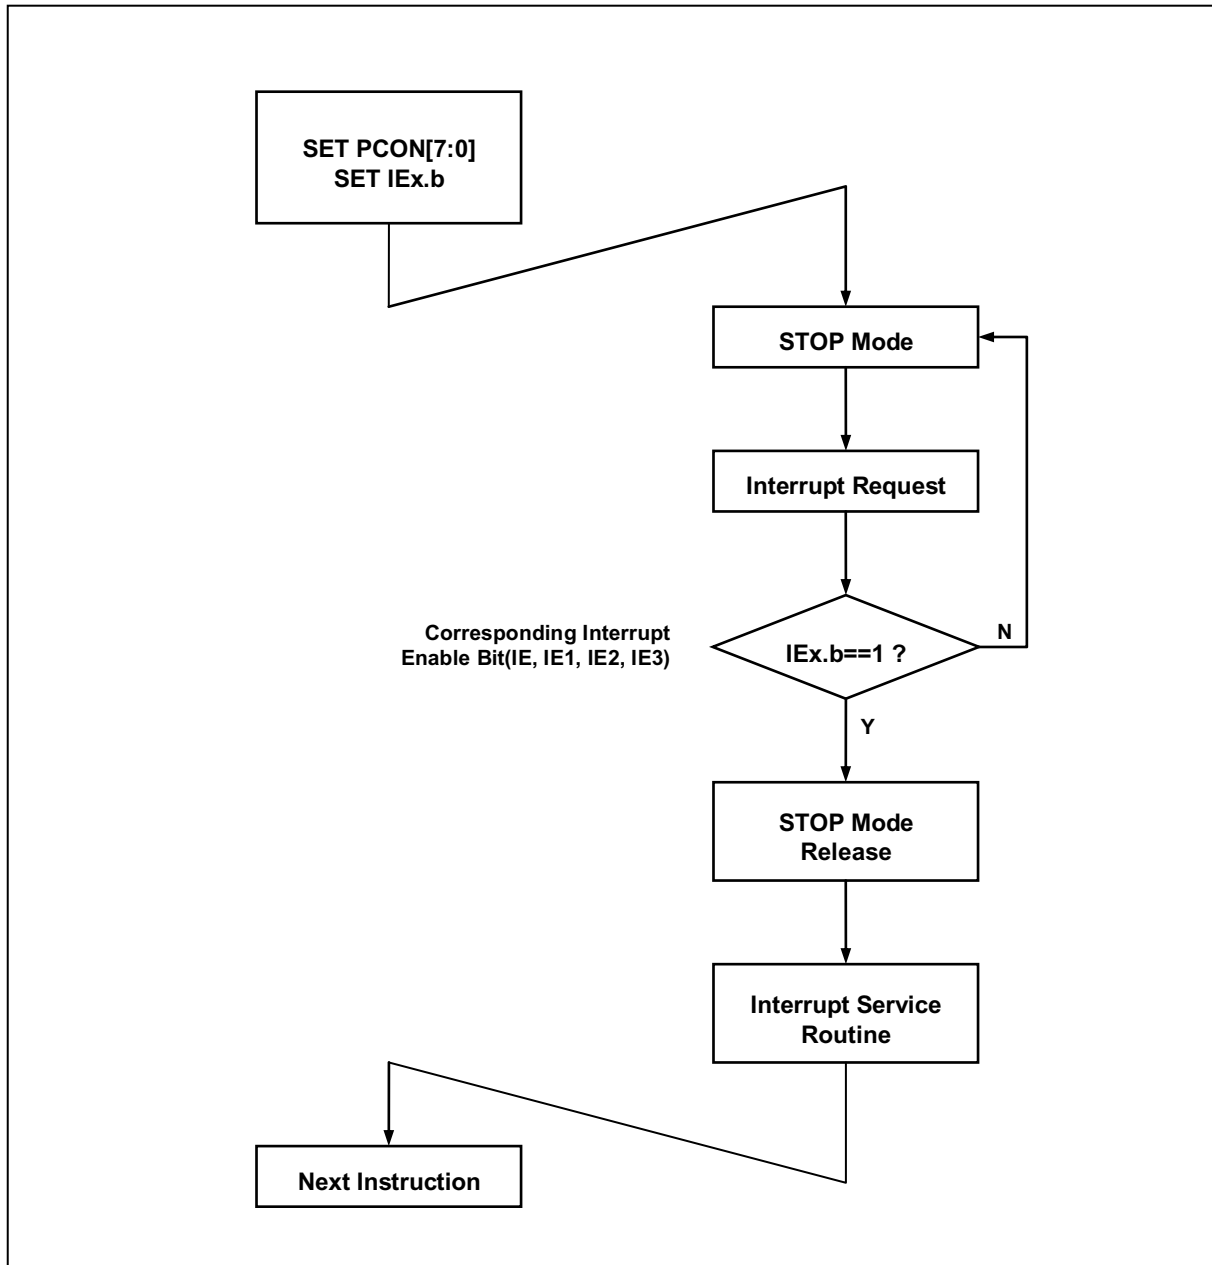 SET PCON[7:0]
SET IEx.b
STOP Mode
Interrupt Request
Corresponding Interrupt
Enable Bit(IE, IE1, IE2, IE3)
IEx.b==1 ?
N
Y
STOP Mode
Release
Interrupt Service
Routine
Next Instruction